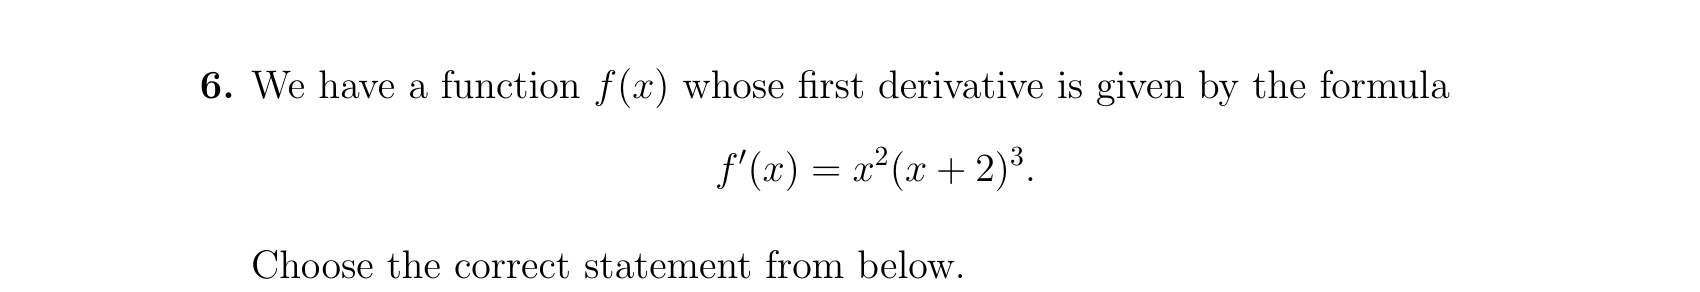 6. We have a function f(x) whose first derivative is given by the formula
f′(x) = x²(x + 2)³.
Choose the correct statement from below.